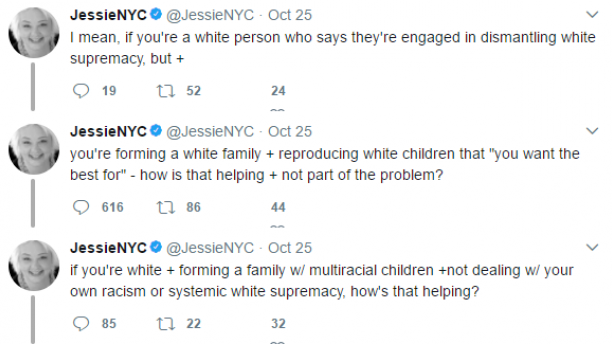 JessieNYC @JessieNYC · Oct 25
I mean, if you're a white person who says they're engaged in dismantling white
supremacy, but +
19 52 24
JessieNYC @JessieNYC · Oct 25
you're forming a white family + reproducing white children that "you want the
best for" - how is that helping + not part of the problem?
616 86 44
JessieNYC @JessieNYC · Oct 25
if you're white + forming a family w/ multiracial children +not dealing w/ your
own racism or systemic white supremacy, how's that helping?
85 22 32